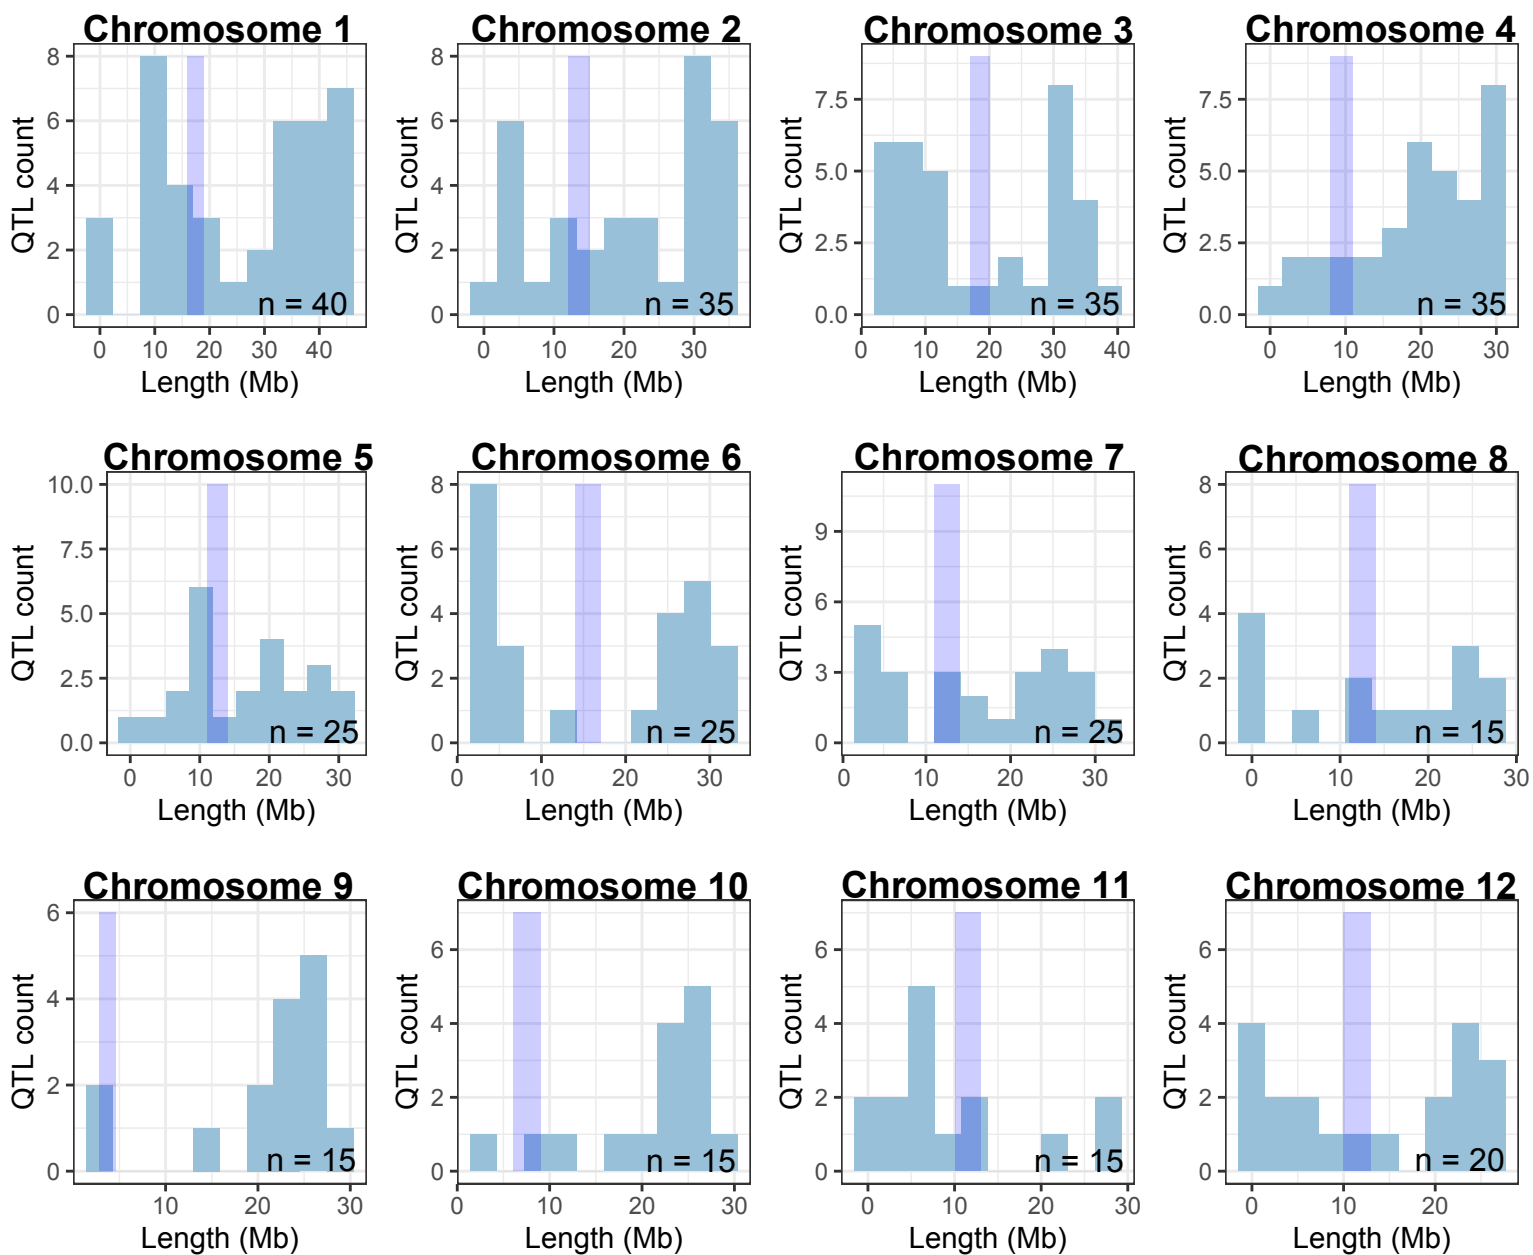 Chromosome 1
QTL count
8
6
4
2
0
n = 40
0 10 20 30 40
Length (Mb)
Chromosome 2
QTL count
8
6
4
2
0
n = 35
0 10 20 30
Length (Mb)
Chromosome 3
QTL count
7.5
5.0
2.5
0.0
n = 35
0 10 20 30 40
Length (Mb)
Chromosome 4
QTL count
7.5
5.0
2.5
0.0
n = 35
0 10 20 30
Length (Mb)
Chromosome 5
QTL count
10.0
7.5
5.0
2.5
0.0
n = 25
0 10 20 30
Length (Mb)
Chromosome 6
QTL count
8
6
4
2
0
n = 25
0 10 20 30
Length (Mb)
Chromosome 7
QTL count
9
6
3
0
n = 25
0 10 20 30
Length (Mb)
Chromosome 8
QTL count
8
6
4
2
0
n = 15
0 10 20 30
Length (Mb)
Chromosome 9
QTL count
6
4
2
0
n = 15
10 20 30
Length (Mb)
Chromosome 10
QTL count
6
4
2
0
n = 15
0 10 20 30
Length (Mb)
Chromosome 11
QTL count
6
4
2
0
n = 15
0 10 20 30
Length (Mb)
Chromosome 12
QTL count
6
4
2
0
n = 20
0 10 20
Length (Mb)